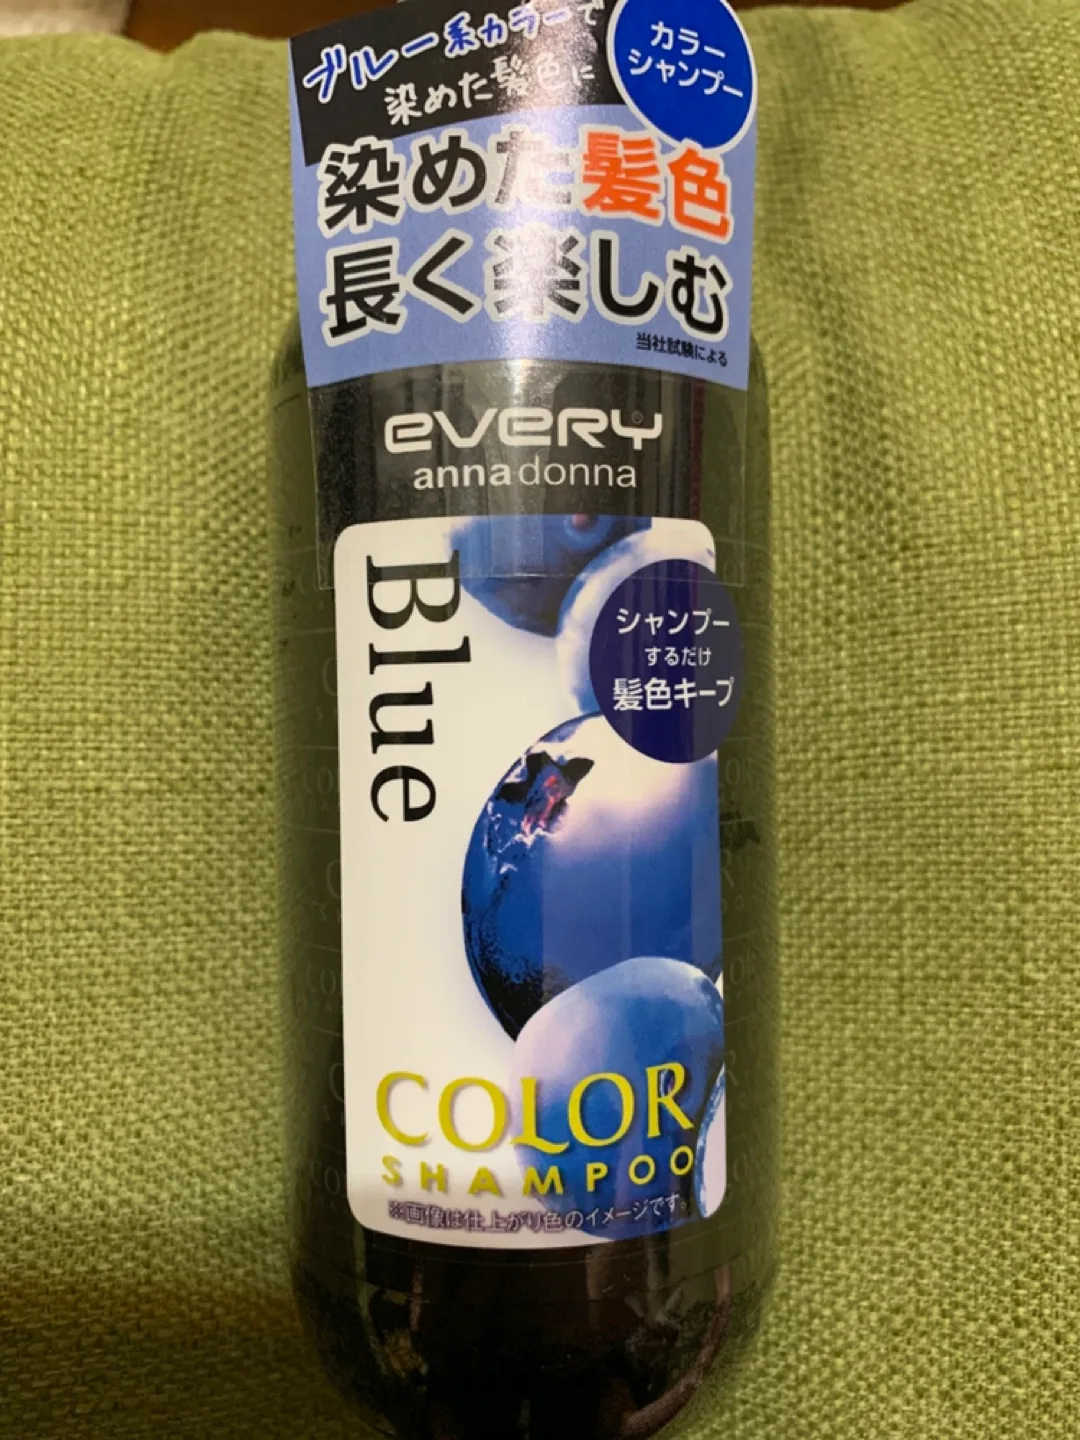 ブルー系カラーで
染めた髪色に
カラー
シャンプー
染めた髪色
長く楽しむ
当社試験による
eVeRY
annadonna
Blue
シャンプー
するだけ
髪色キープ
COLOR
SHAMPOO
※画像は仕上がり色のイメージです。